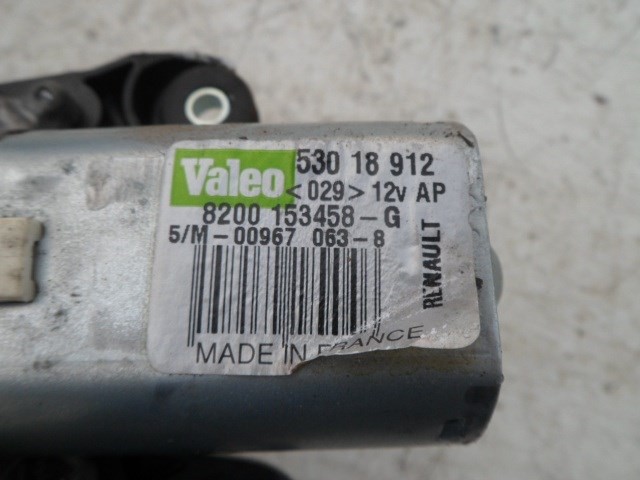 Valeo 530 18 912
<029> 12v AP
8200 153458-G
5/M-00967 063-8
RENAULT
MADE IN FRANCE